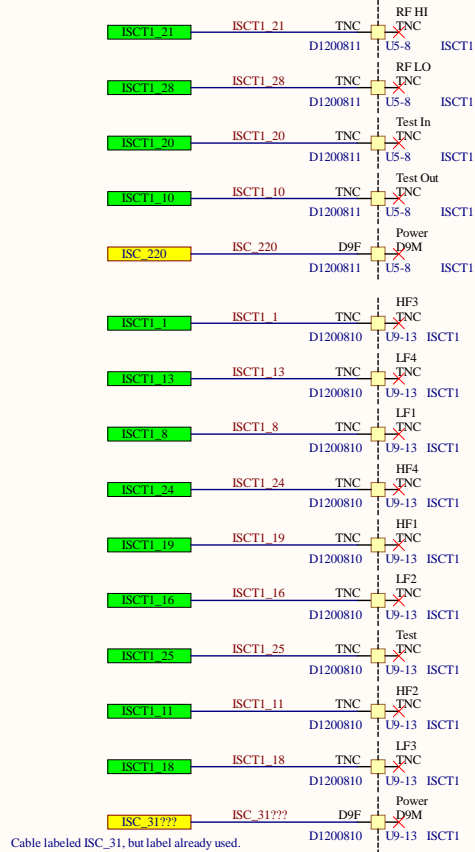 RF HI
ISCT1_21 ISCT1_21 TNC TNC
D1200811 U5-8 ISCT1
RF LO
ISCT1_28 ISCT1_28 TNC TNC
D1200811 U5-8 ISCT1
Test In
ISCT1_20 ISCT1_20 TNC TNC
D1200811 U5-8 ISCT1
Test Out
ISCT1_10 ISCT1_10 TNC TNC
D1200811 U5-8 ISCT1
Power
ISC_220 ISC_220 D9F D9M
D1200811 U5-8 ISCT1
HF3
ISCT1_1 ISCT1_1 TNC TNC
D1200810 U9-13 ISCT1
LF4
ISCT1_13 ISCT1_13 TNC TNC
D1200810 U9-13 ISCT1
LF1
ISCT1_8 ISCT1_8 TNC TNC
D1200810 U9-13 ISCT1
HF4
ISCT1_24 ISCT1_24 TNC TNC
D1200810 U9-13 ISCT1
HF1
ISCT1_19 ISCT1_19 TNC TNC
D1200810 U9-13 ISCT1
LF2
ISCT1_16 ISCT1_16 TNC TNC
D1200810 U9-13 ISCT1
Test
ISCT1_25 ISCT1_25 TNC TNC
D1200810 U9-13 ISCT1
HF2
ISCT1_11 ISCT1_11 TNC TNC
D1200810 U9-13 ISCT1
LF3
ISCT1_18 ISCT1_18 TNC TNC
D1200810 U9-13 ISCT1
Power
ISC_31??? ISC_31??? D9F D9M
D1200810 U9-13 ISCT1
Cable labeled ISC_31, but label already used.